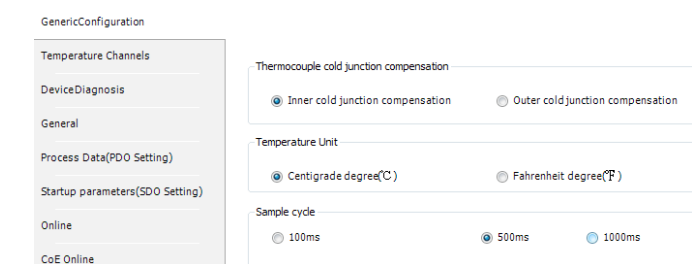 GenericConfiguration
Temperature Channels
DeviceDiagnosis
General
Process Data(PDO Setting)
Startup parameters(SDO Setting)
Online
CoE Online
Thermocouple cold junction compensation
Inner cold junction compensation Outer cold junction compensation
Temperature Unit
Centigrade degree(℃) Fahrenheit degree(℉)
Sample cycle
100ms 500ms 1000ms